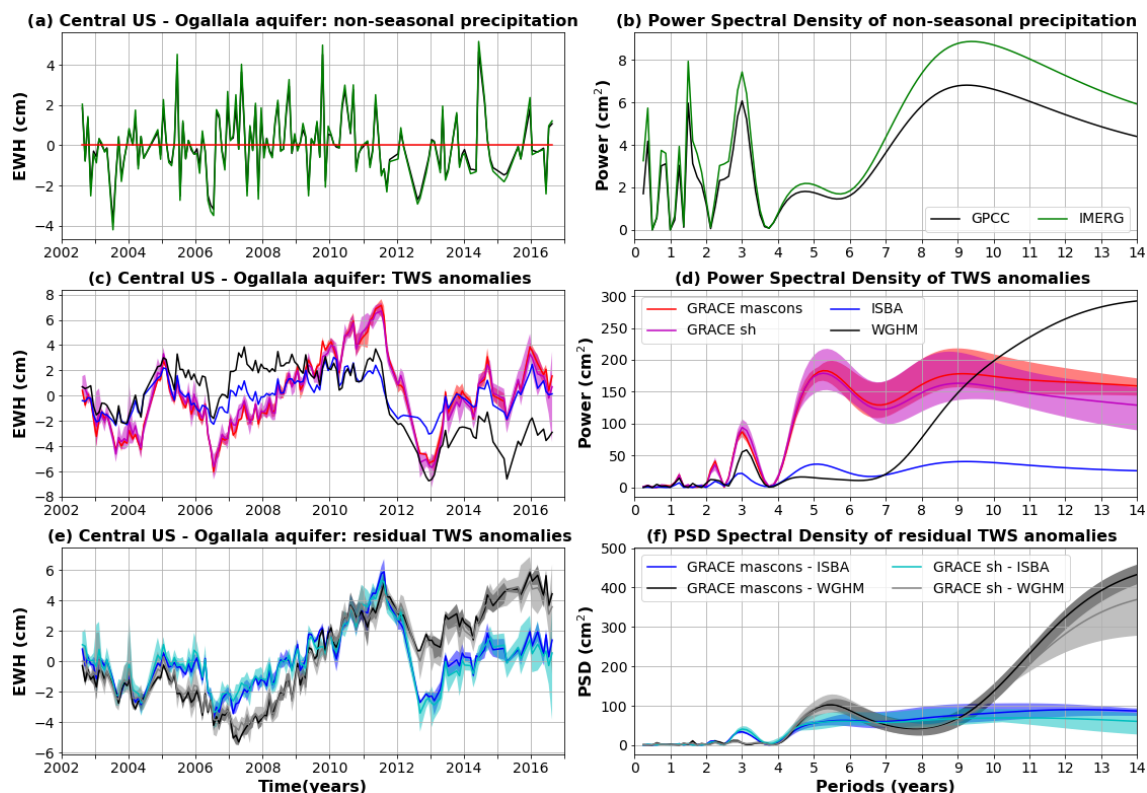 (a) Central US - Ogallala aquifer: non-seasonal precipitation
EWH (cm)
4
2
0
−2
−4
2002 2004 2006 2008 2010 2012 2014 2016
(b) Power Spectral Density of non-seasonal precipitation
Power (cm²)
8
6
4
2
0
GPCC IMERG
0 1 2 3 4 5 6 7 8 9 10 11 12 13 14
(c) Central US - Ogallala aquifer: TWS anomalies
EWH (cm)
8
6
4
2
0
−2
−4
−6
−8
2002 2004 2006 2008 2010 2012 2014 2016
(d) Power Spectral Density of TWS anomalies
Power (cm²)
300
250
200
150
100
50
0
GRACE mascons ISBA
GRACE sh WGHM
0 1 2 3 4 5 6 7 8 9 10 11 12 13 14
(e) Central US - Ogallala aquifer: residual TWS anomalies
EWH (cm)
6
4
2
0
−2
−4
−6
2002 2004 2006 2008 2010 2012 2014 2016
Time(years)
(f) PSD Spectral Density of residual TWS anomalies
PSD (cm²)
500
400
300
200
100
0
GRACE mascons - ISBA GRACE sh - ISBA
GRACE mascons - WGHM GRACE sh - WGHM
0 1 2 3 4 5 6 7 8 9 10 11 12 13 14
Periods (years)